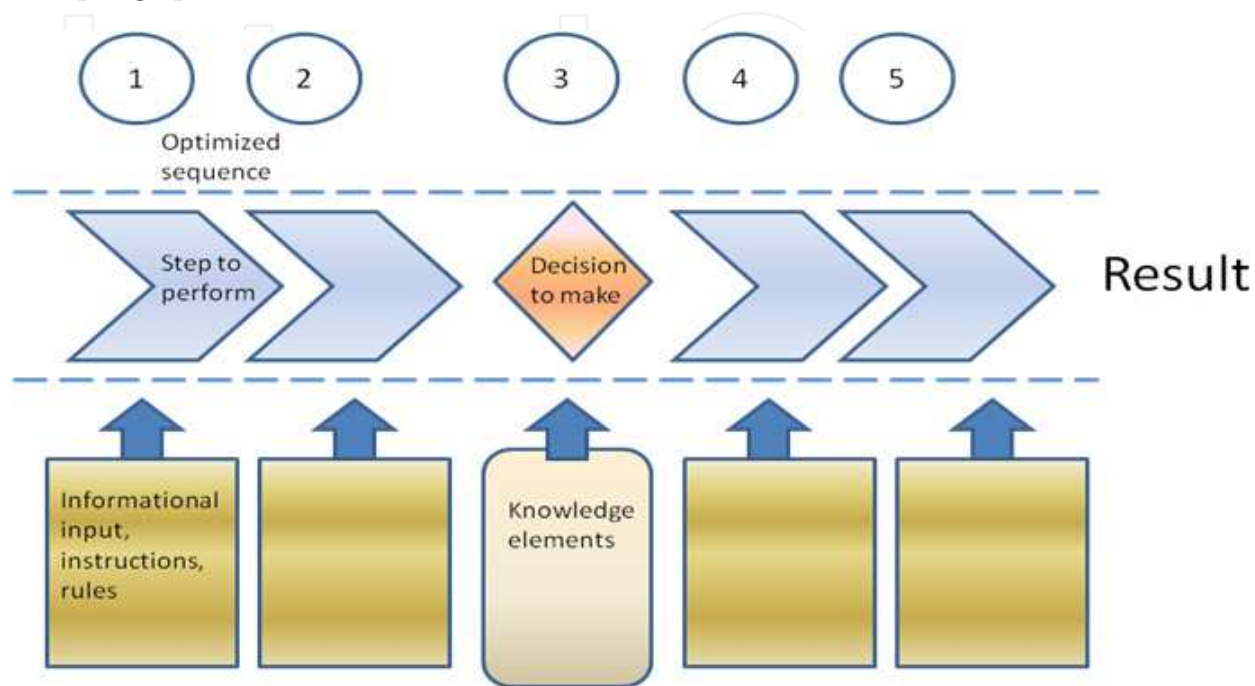 1 2 3 4 5
Optimized
sequence
Step to
perform
Decision
to make
Result
Informational
input,
instructions,
rules
Knowledge
elements